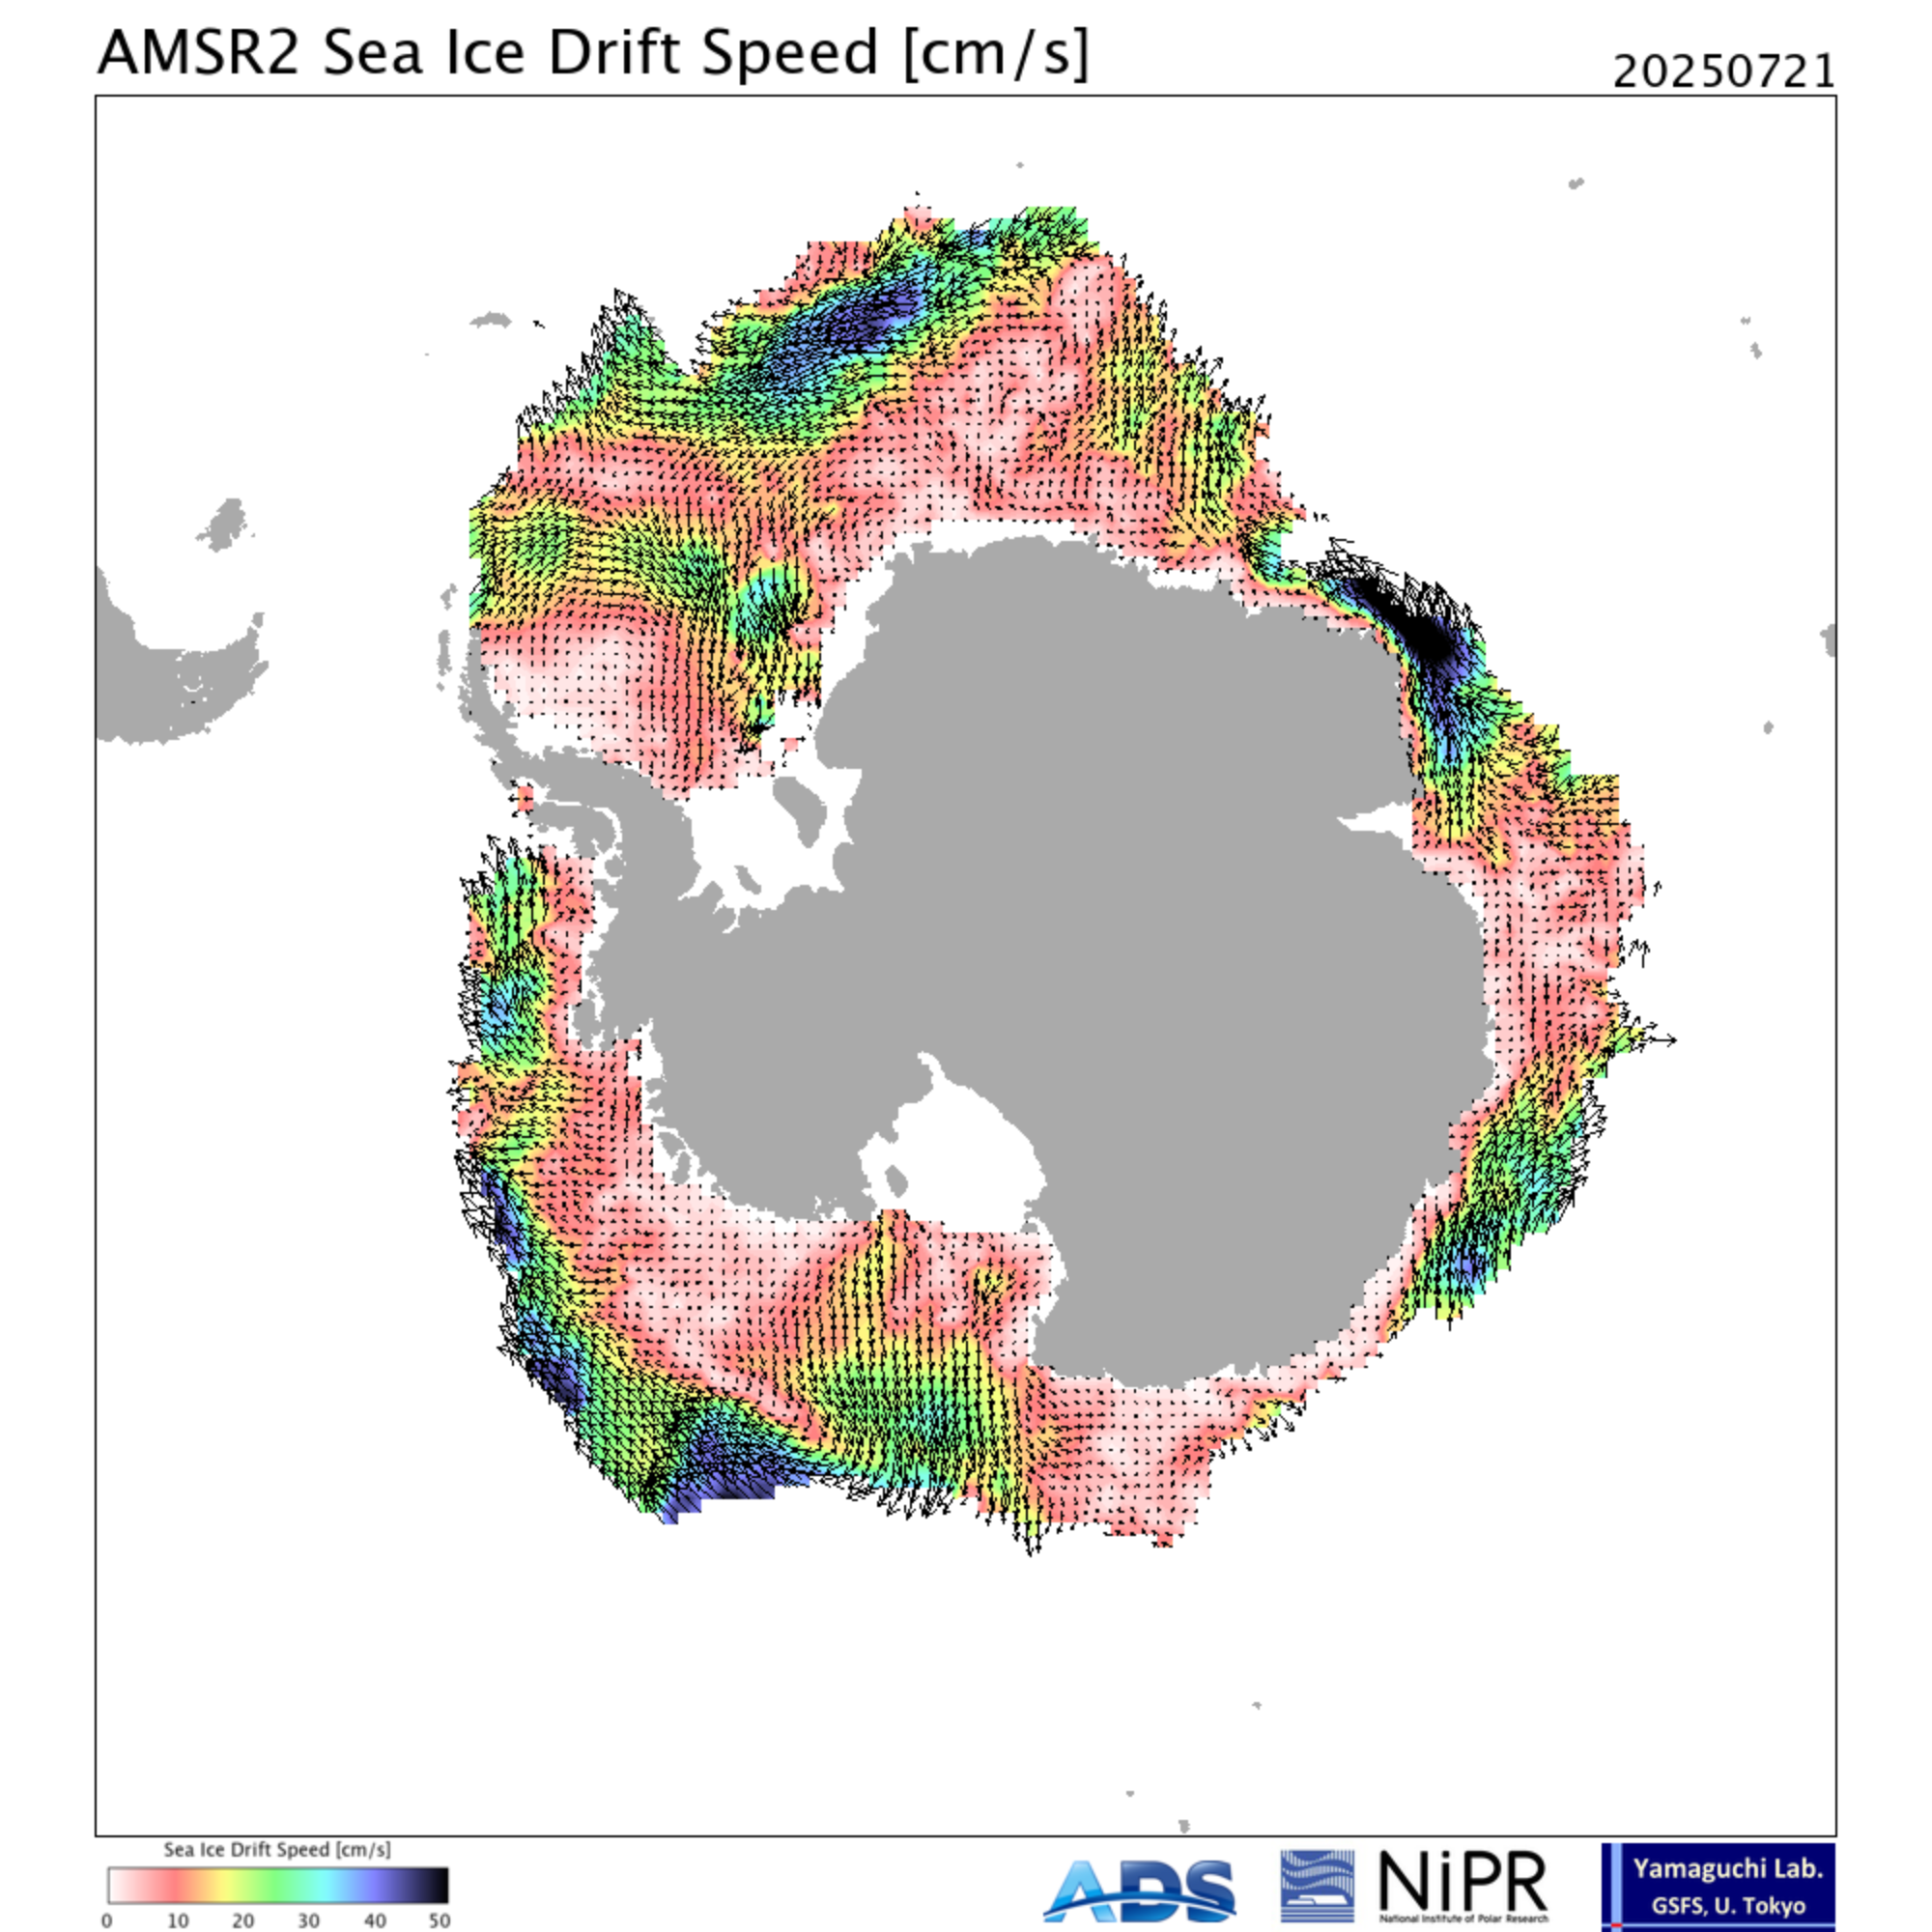 AMSR2 Sea Ice Drift Speed [cm/s]
20250721
Sea Ice Drift Speed [cm/s]
0 10 20 30 40 50
ADS
NiPR
National Institute of Polar Research
Yamaguchi Lab.
GSFS, U. Tokyo